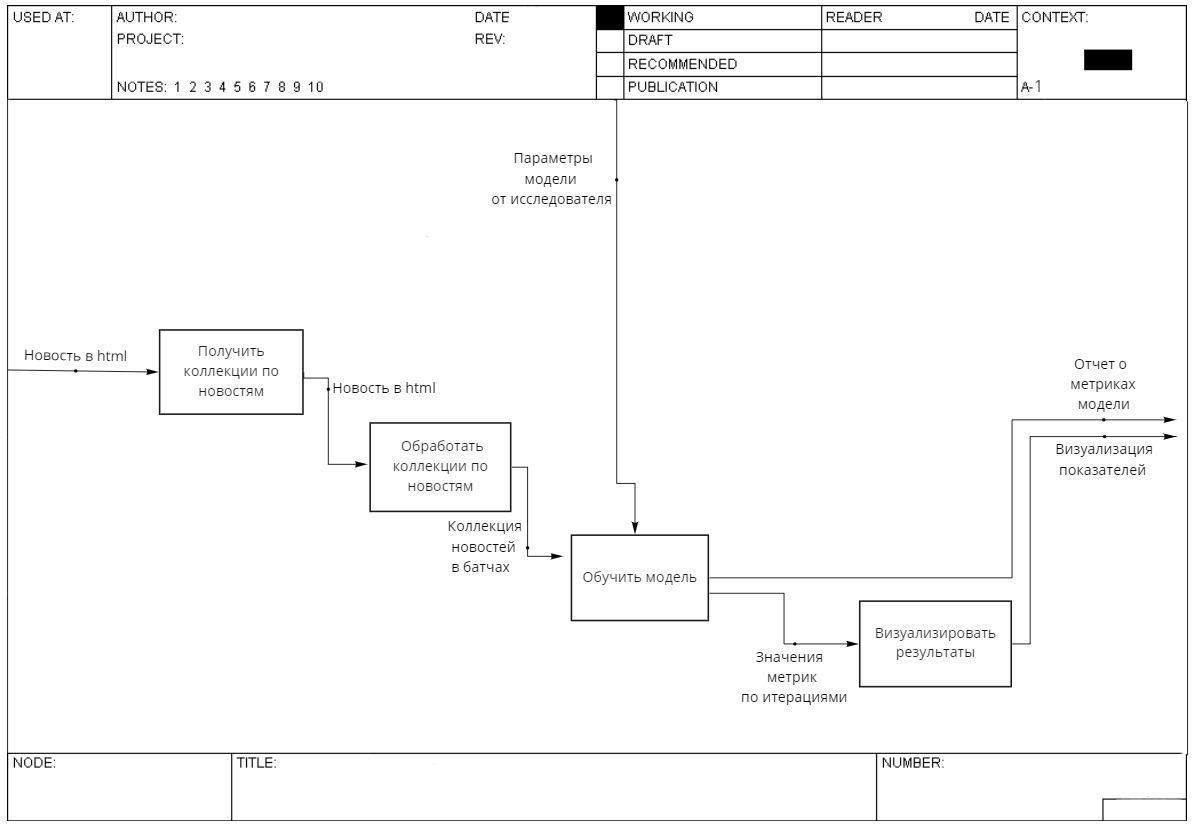 USED AT:
AUTHOR:
DATE
WORKING
READER
DATE
CONTEXT:
PROJECT:
REV:
DRAFT
RECOMMENDED
NOTES: 1 2 3 4 5 6 7 8 9 10
PUBLICATION
A-1
Параметры
модели
от исследователя
Новость в html
Получить
коллекции по
новостям
Новость в html
Обработать
коллекции по
новостям
Коллекция
новостей
в батчах
Обучить модель
Отчет о
метриках
модели
Визуализация
показателей
Визуализировать
результаты
Значения
метрик
по итерациями
NODE:
TITLE:
NUMBER: